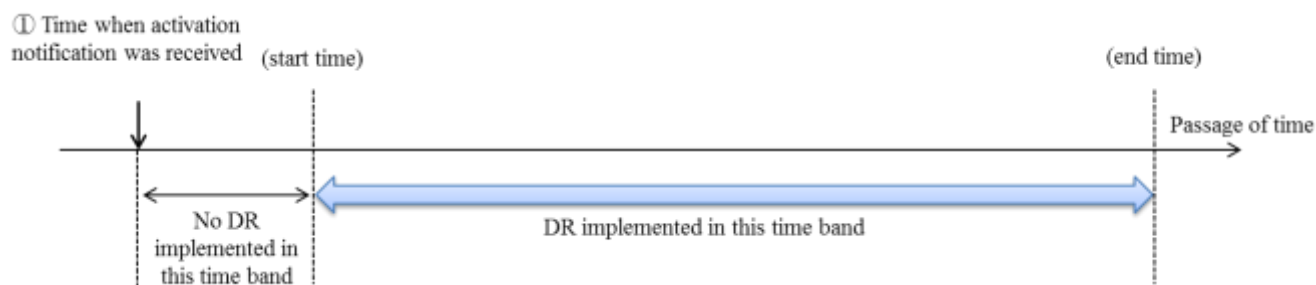 ① Time when activation
notification was received
(start time)
(end time)
Passage of time
No DR
implemented in
this time band
DR implemented in this time band